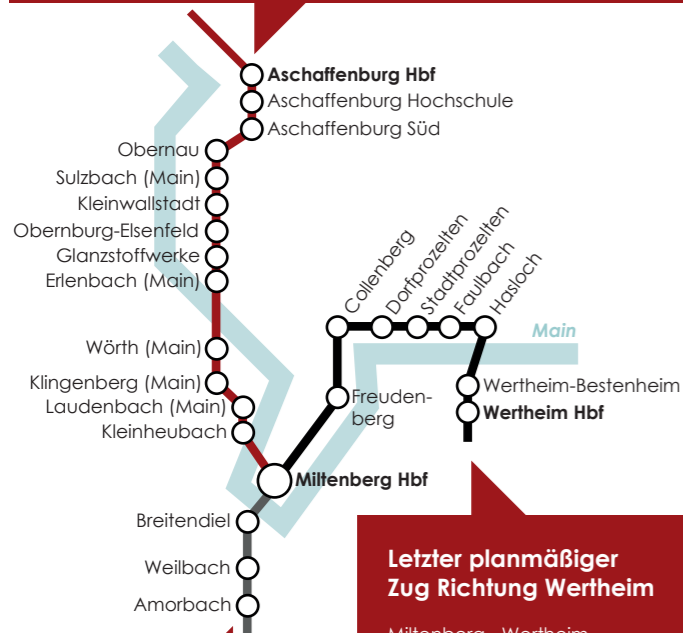 Aschaffenburg Hbf
Aschaffenburg Hochschule
Aschaffenburg Süd
Obernau
Sulzbach (Main)
Kleinwallstadt
Obernburg-Elsenfeld
Glanzstoffwerke
Erlenbach (Main)
Wörth (Main)
Klingenberg (Main)
Laudenbach (Main)
Kleinheubach
Miltenberg Hbf
Freuden-
berg
Collenberg
Dorfprozelten
Stadtprozelten
Faulbach
Hasloch
Main
Wertheim-Bestenheim
Wertheim Hbf
Breitendiel
Weilbach
Amorbach
Letzter planmäßiger
Zug Richtung Wertheim
Miltenberg - Wertheim